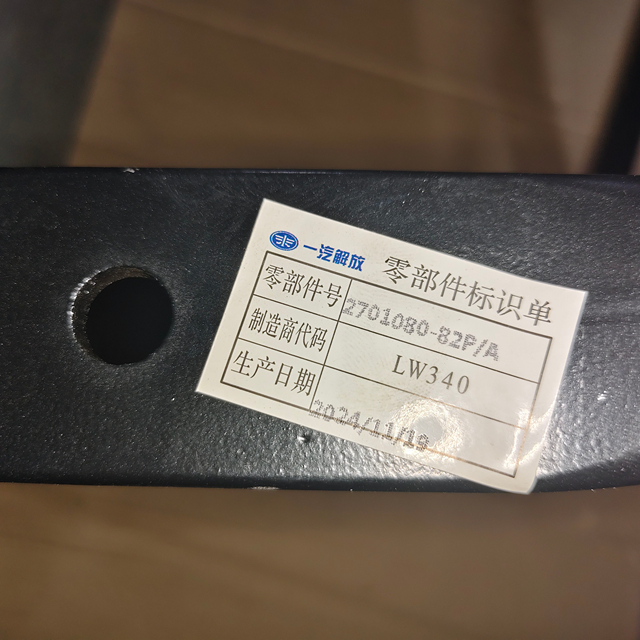 一汽解放 零部件标识单
零部件号 2701080-82P/A
制造商代码 LW340
生产日期 2024/11/18